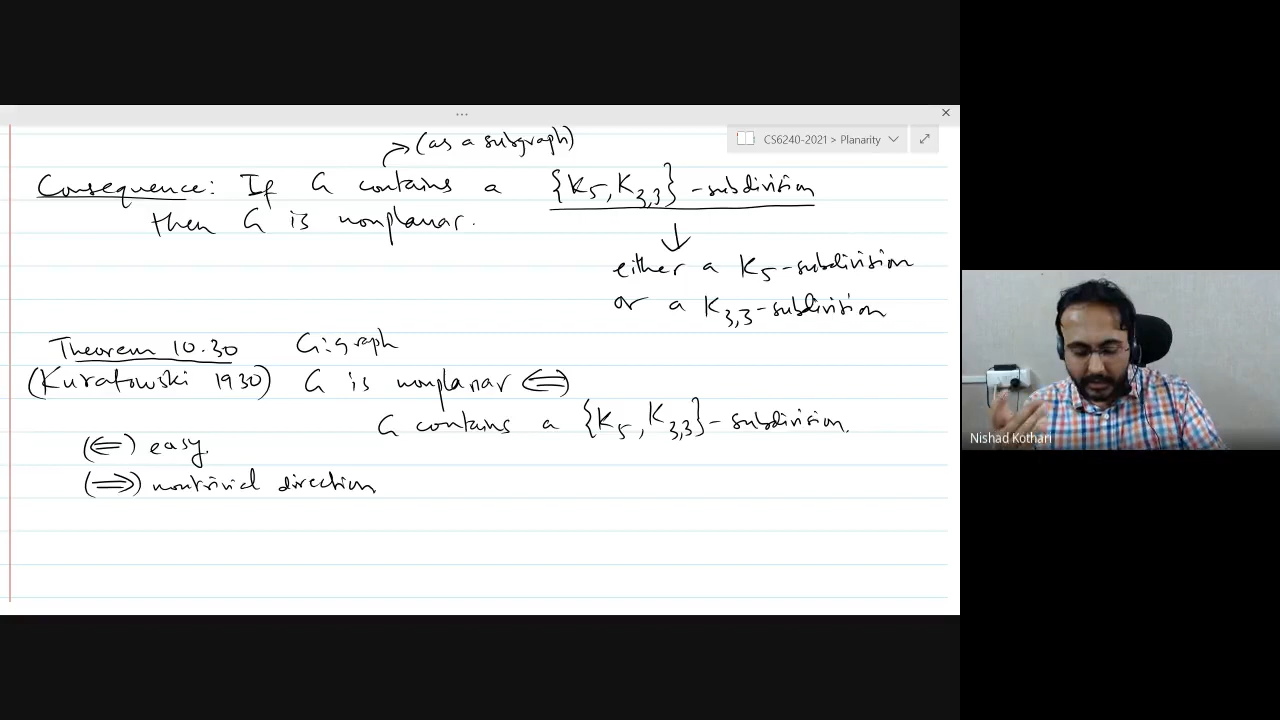 CS6240-2021 > Planarity
(as a subgraph)
Consequence: If G contains a {K5, K3,3} - subdivision
then G is nonplanar.
either a K5-subdivision
or a K3,3-subdivision
Theorem 10.30 G: graph
(Kuratowski 1930) G is nonplanar ⟺
G contains a {K5, K3,3} - subdivision.
(⟸) easy.
(⟹) nontrivial direction
Nishad Kothari